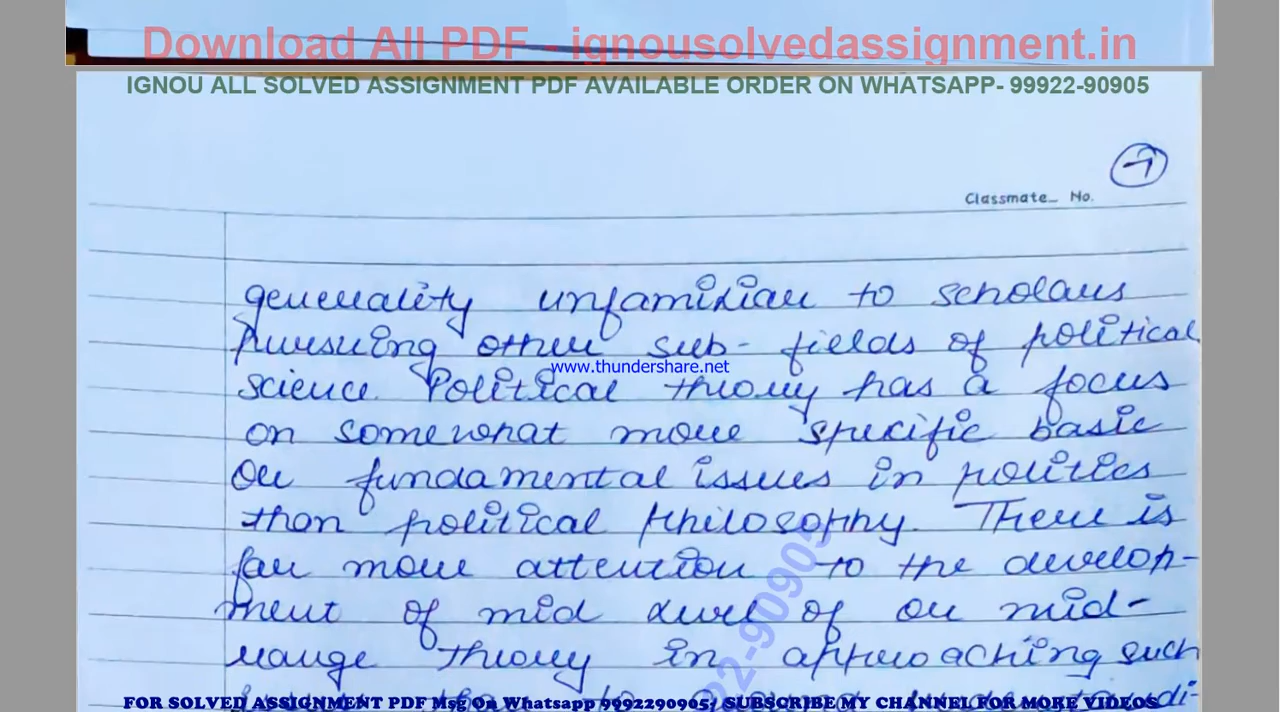 Download All PDF - ignousolvedassignment.in
IGNOU ALL SOLVED ASSIGNMENT PDF AVAILABLE ORDER ON WHATSAPP- 99922-90905
7
Classmate No.
generality unfamiliar to scholars
pursuing other sub-fields of political
www.thundershare.net
science. Political theory has a focus
on somewhat more specific basic
or fundamental issues in politics
than political philosophy. There is
far more attention to the develop-
ment of mid level of or mid-
range theory in approaching such
92-90905
FOR SOLVED ASSIGNMENT PDF Msg On Whatsapp 9992290905; SUBSCRIBE MY CHANNEL FOR MORE VIDEOS